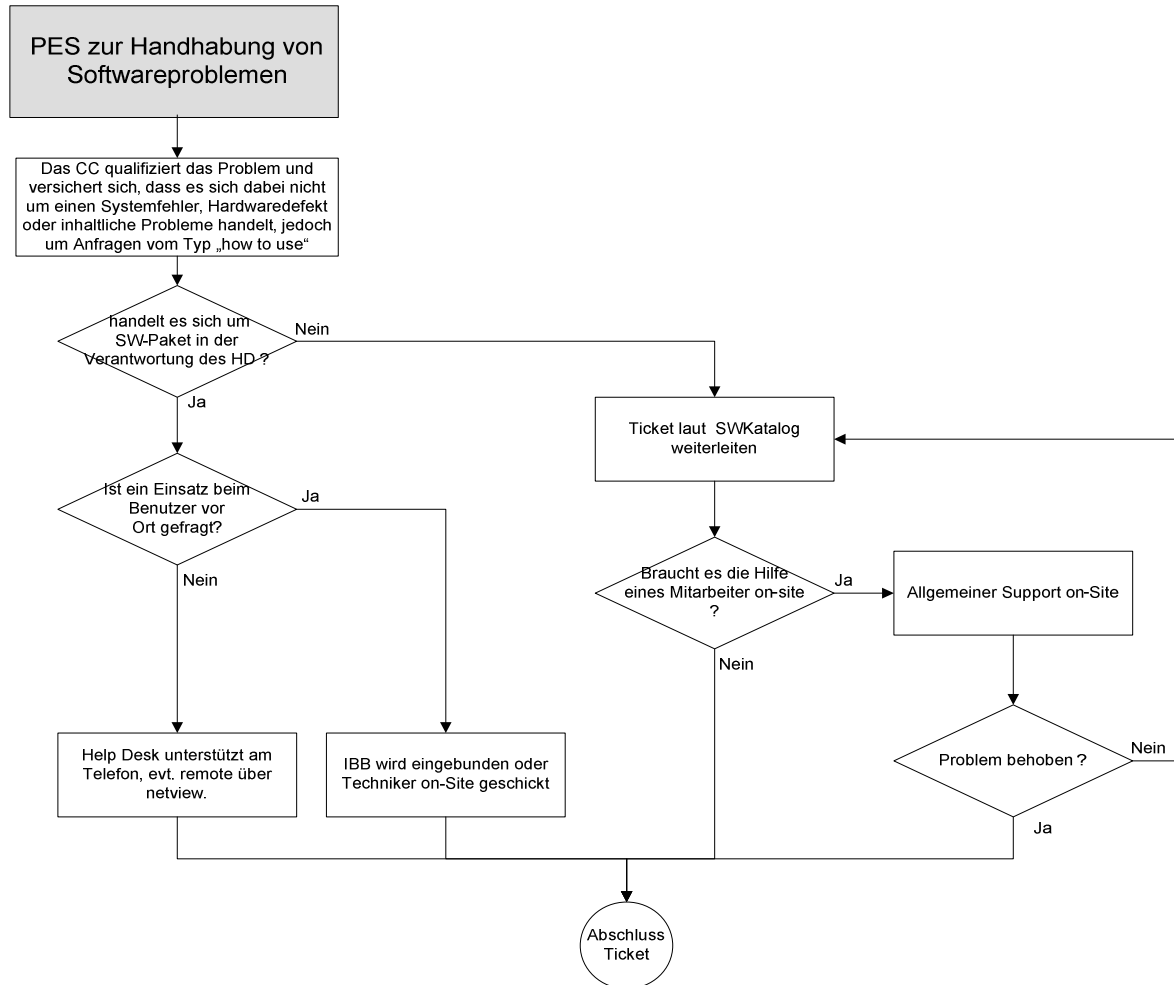 PES zur Handhabung von
Softwareproblemen
Das CC qualifiziert das Problem und
versichert sich, dass es sich dabei nicht
um einen Systemfehler, Hardwaredefekt
oder inhaltliche Probleme handelt, jedoch
um Anfragen vom Typ „how to use“
handelt es sich um
SW-Paket in der
Verantwortung des HD ?
Nein
Ja
Ticket laut SWKatalog
weiterleiten
Ist ein Einsatz beim
Benutzer vor
Ort gefragt?
Ja
Nein
Braucht es die Hilfe
eines Mitarbeiter on-site
?
Ja
Nein
Allgemeiner Support on-Site
Help Desk unterstützt am
Telefon, evt. remote über
netview.
IBB wird eingebunden oder
Techniker on-Site geschickt
Problem behoben ?
Nein
Ja
Abschluss
Ticket